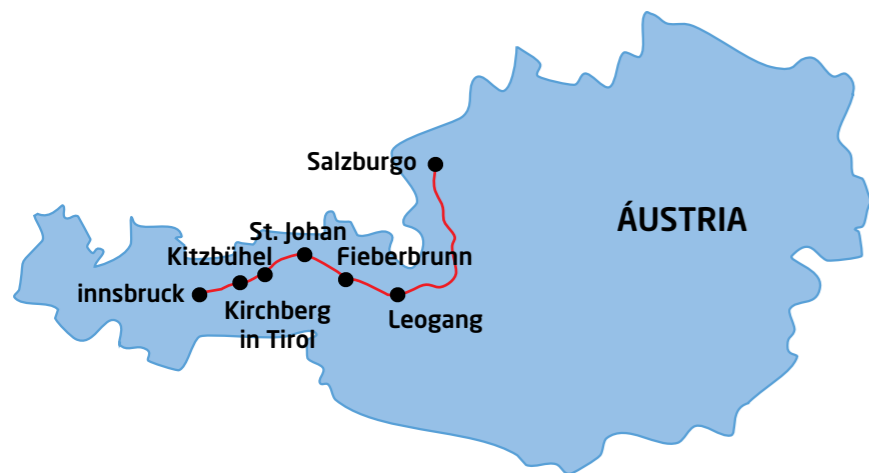 Salzburgo
ÁUSTRIA
St. Johan
Kitzbühel
Fieberbrunn
innsbruck
Kirchberg
in Tirol
Leogang